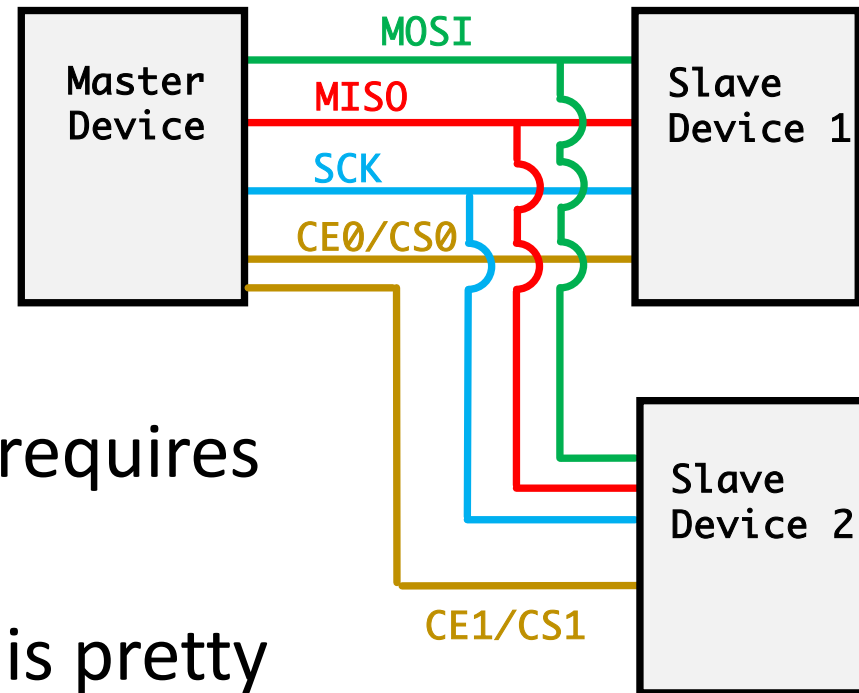 MOSI
Master
Device
Slave
Device 1
MISO
SCK
CE0/CS0
requires
Slave
Device 2
CE1/CS1
is pretty